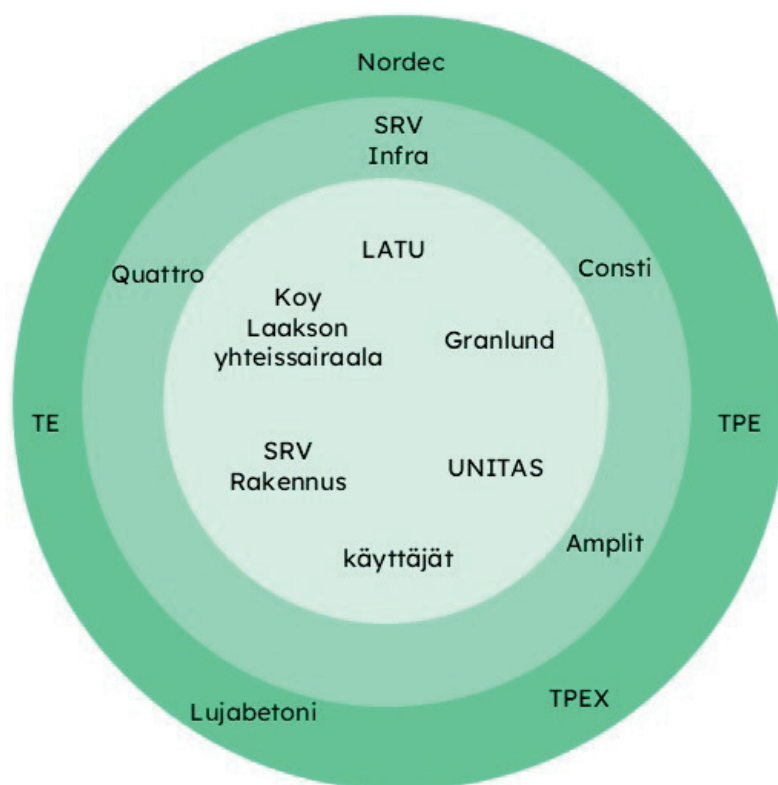 Nordec
SRV
Infra
LATU
Quattro
Consti
Koy
Laakson
yhteissairaala
Granlund
TE
TPE
SRV
Rakennus
UNITAS
käyttäjät
Amplit
TPEX
Lujabetoni